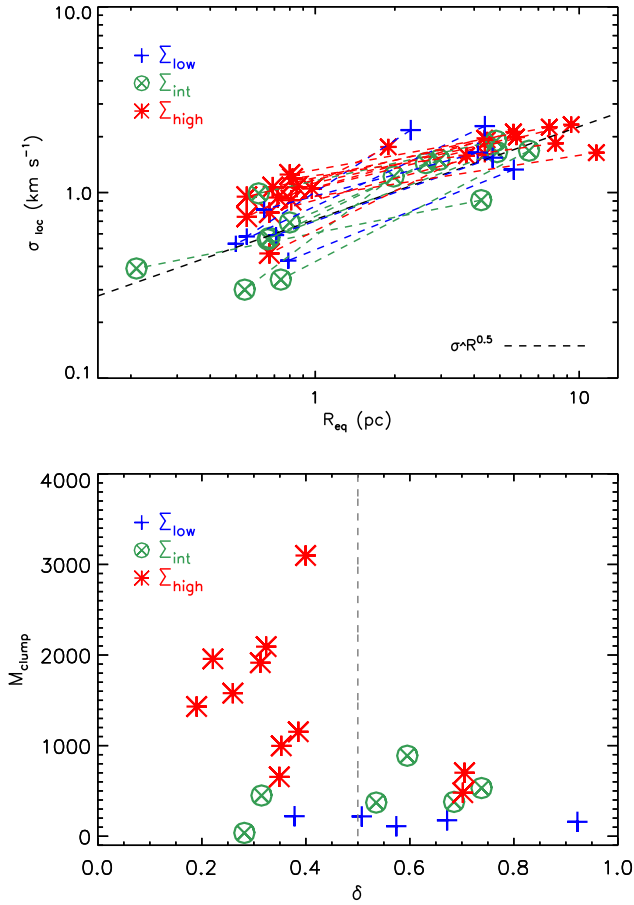 10.0
Σlow
Σint
Σhigh
1.0
σ loc (km s⁻¹)
σ^R⁰·⁵
0.1
1
10
Req (pc)
4000
Σlow
Σint
Σhigh
3000
2000
Mclump
1000
0
0.0
0.2
0.4
0.6
0.8
1.0
δ